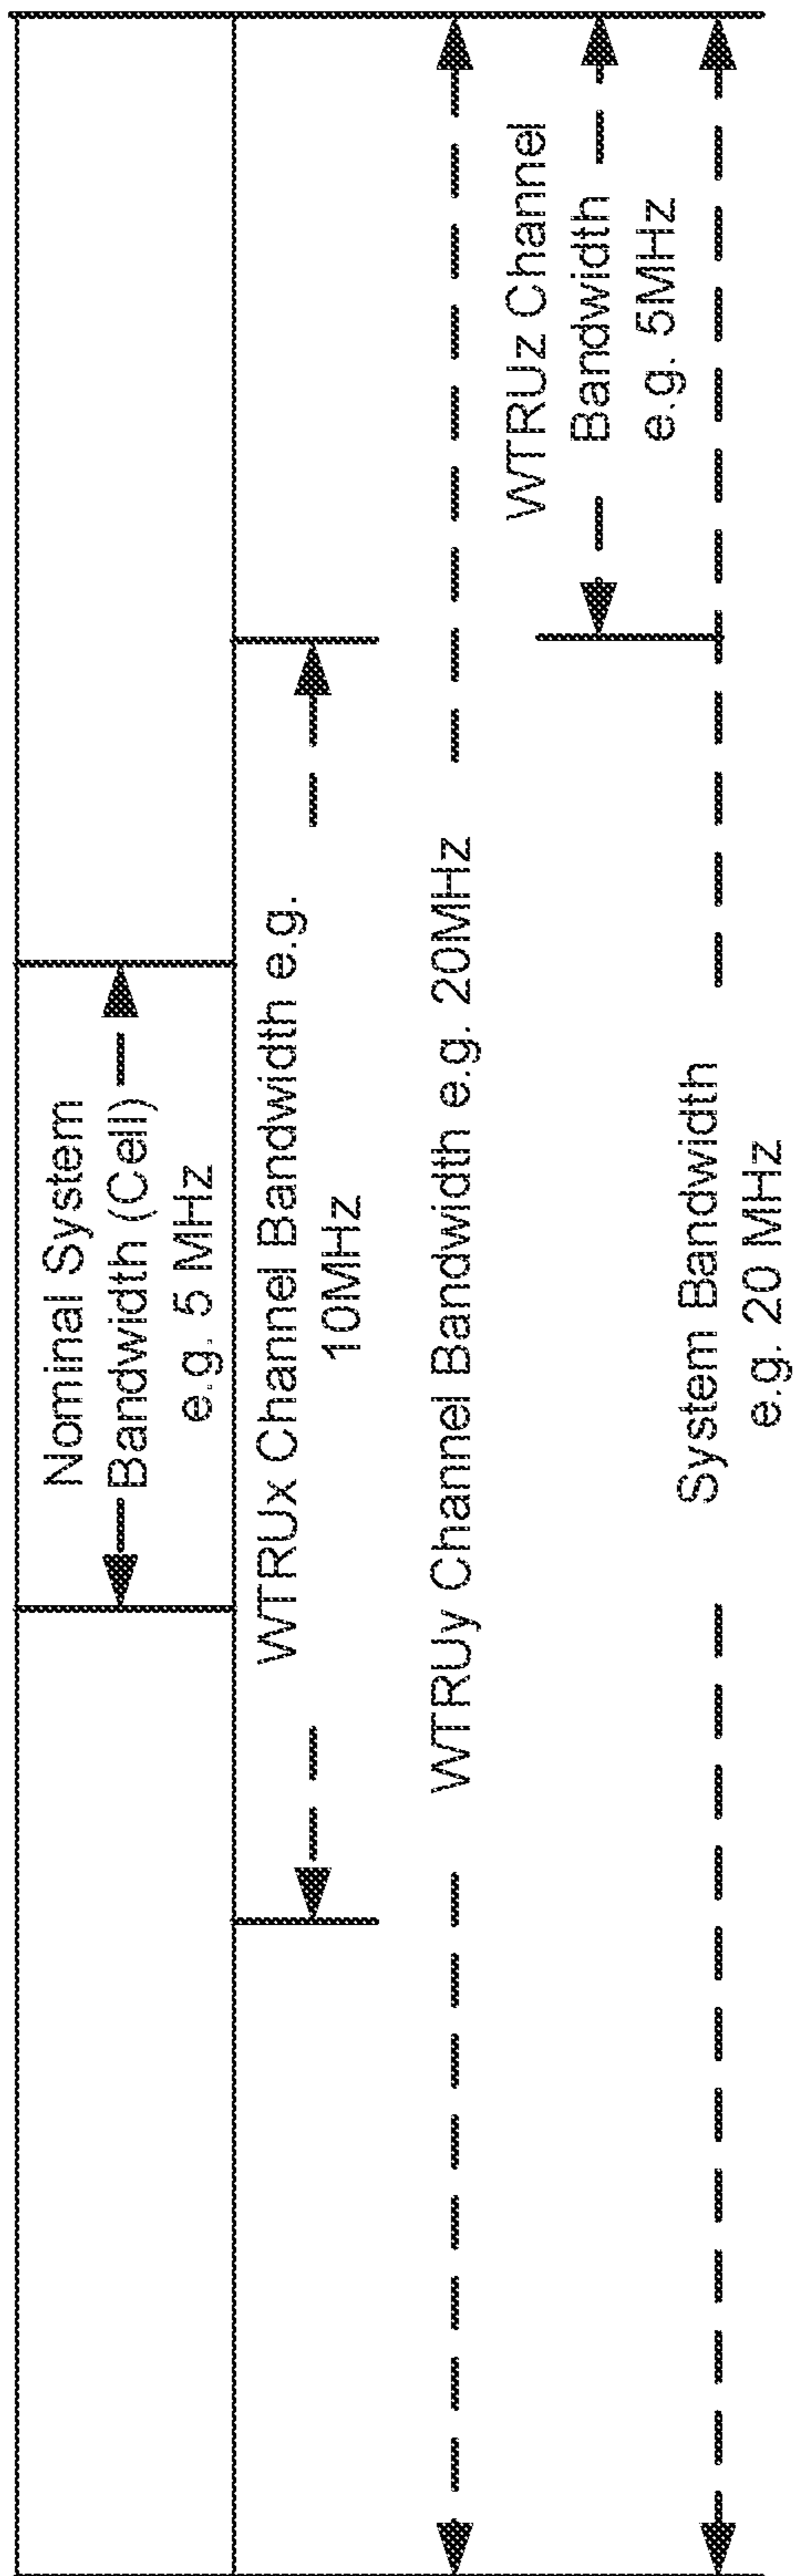 Nominal System
Bandwidth (Cell)
e.g. 5 MHz
WTRUx Channel Bandwidth e.g.
10MHz
WTRUy Channel Bandwidth e.g. 20MHz
WTRUz Channel
Bandwidth
e.g. 5MHz
System Bandwidth
e.g. 20 MHz